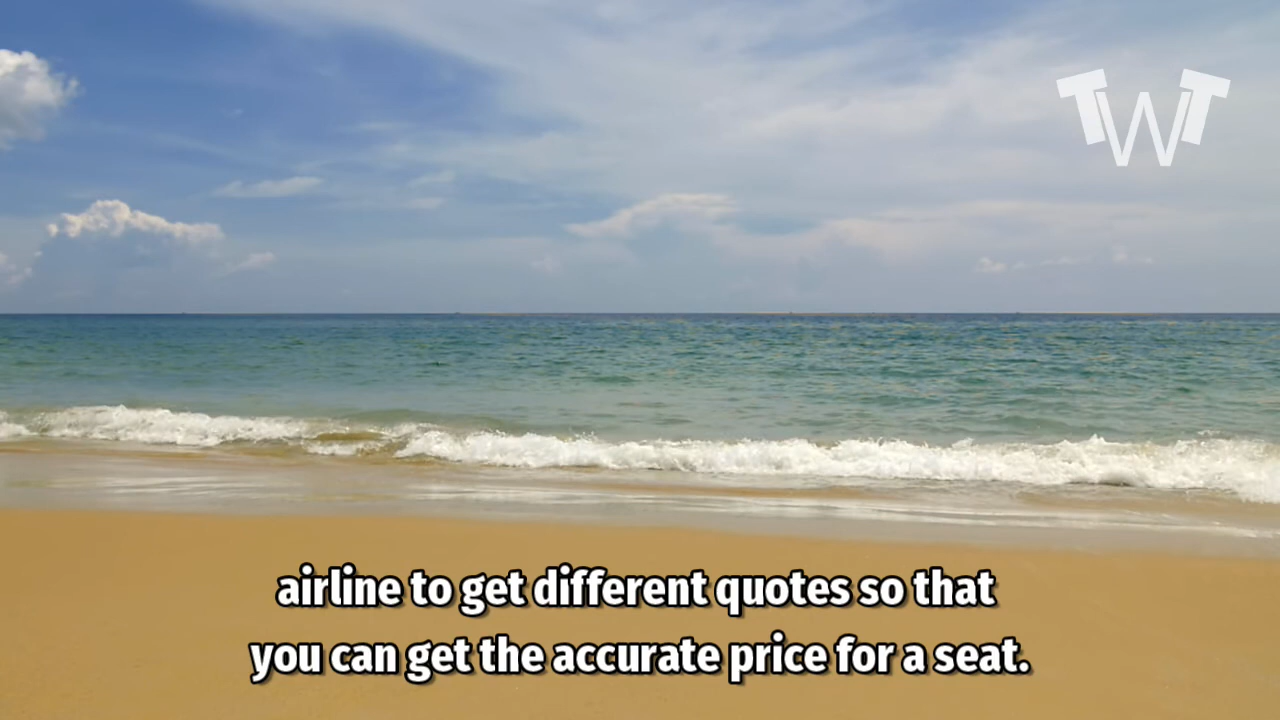 TWT
airline to get different quotes so that
you can get the accurate price for a seat.